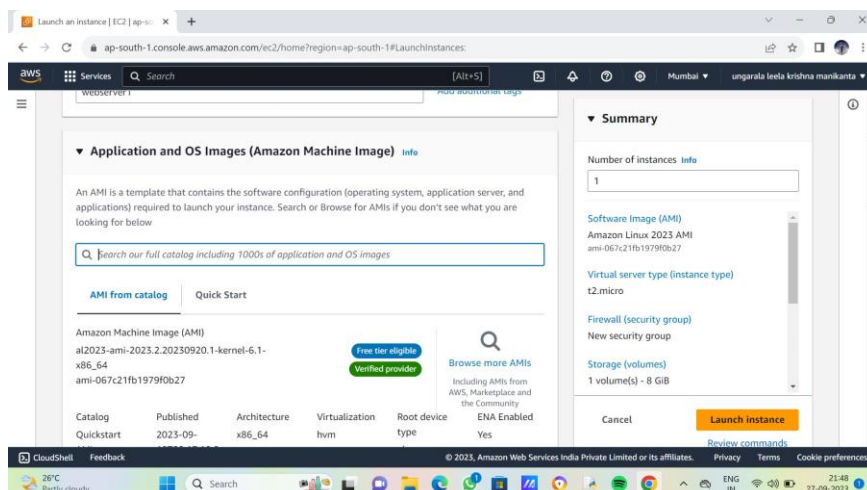 Launch an instance | EC2 | ap-so
ap-south-1.console.aws.amazon.com/ec2/home?region=ap-south-1#LaunchInstances:
aws
Services
Search
[Alt+S]
Mumbai
ungarala leela krishna manikanta
webserver1
Add additional tags
Application and OS Images (Amazon Machine Image) Info
An AMI is a template that contains the software configuration (operating system, application server, and
applications) required to launch your instance. Search or Browse for AMIs if you don't see what you are
looking for below
Search our full catalog including 1000s of application and OS images
AMI from catalog
Quick Start
Amazon Machine Image (AMI)
al2023-ami-2023.2.20230920.1-kernel-6.1-
x86_64
ami-067c21fb1979f0b27
Free tier eligible
Verified provider
Browse more AMIs
Including AMIs from
AWS, Marketplace and
the Community
Catalog Published Architecture Virtualization Root device ENA Enabled
Quickstart 2023-09- x86_64 hvm type Yes
Summary
Number of instances Info
1
Software Image (AMI)
Amazon Linux 2023 AMI
ami-067c21fb1979f0b27
Virtual server type (instance type)
t2.micro
Firewall (security group)
New security group
Storage (volumes)
1 volume(s) - 8 GiB
Cancel
Launch instance
Review commands
CloudShell Feedback
© 2023, Amazon Web Services India Private Limited or its affiliates. Privacy Terms Cookie preferences
26°C
Partly cloudy
Search
ENG
IN
21:48
27-09-2023